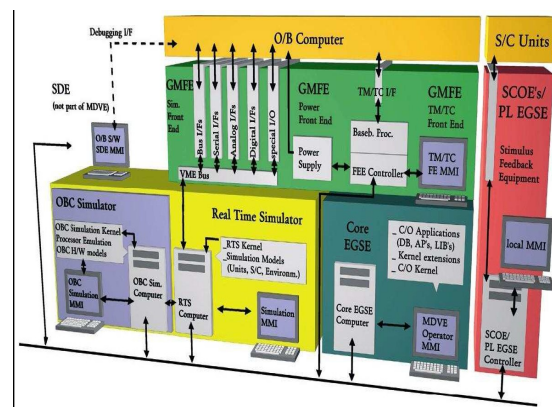 Debugging I/F
O/B Computer
S/C Units
SDE
(not part of MDVE)
O/B S/W
SDE MMI
GMFE
Sim.
Front
End
Bus I/Fs
Serial I/Fs
Analog I/Fs
Digital I/Fs
special I/O
VME Bus
GMFE
Power
Front End
Power
Supply
TM/TC I/F
Baseb. Proc.
FEE Controller
GMFE
TM/TC
Front End
TM/TC
FE MMI
SCOE's/
PL EGSE
Stimulus
Feedback
Equipment
local MMI
SCOE/
PL EGSE
Controller
OBC Simulator
OBC Simulation Kernel
Processor Emulation
OBC H/W models
OBC
Simulation
MMI
OBC Sim.
Computer
Real Time Simulator
_RTS Kernel
_Simulation Models
(Units, S/C, Environm.)
RTS
Computer
Simulation
MMI
Core
EGSE
_ C/O Applications
(DB, AP's, LIB's)
_ Kernel extensions
_ C/O Kernel
Core EGSE
Computer
MDVE
Operator
MMI